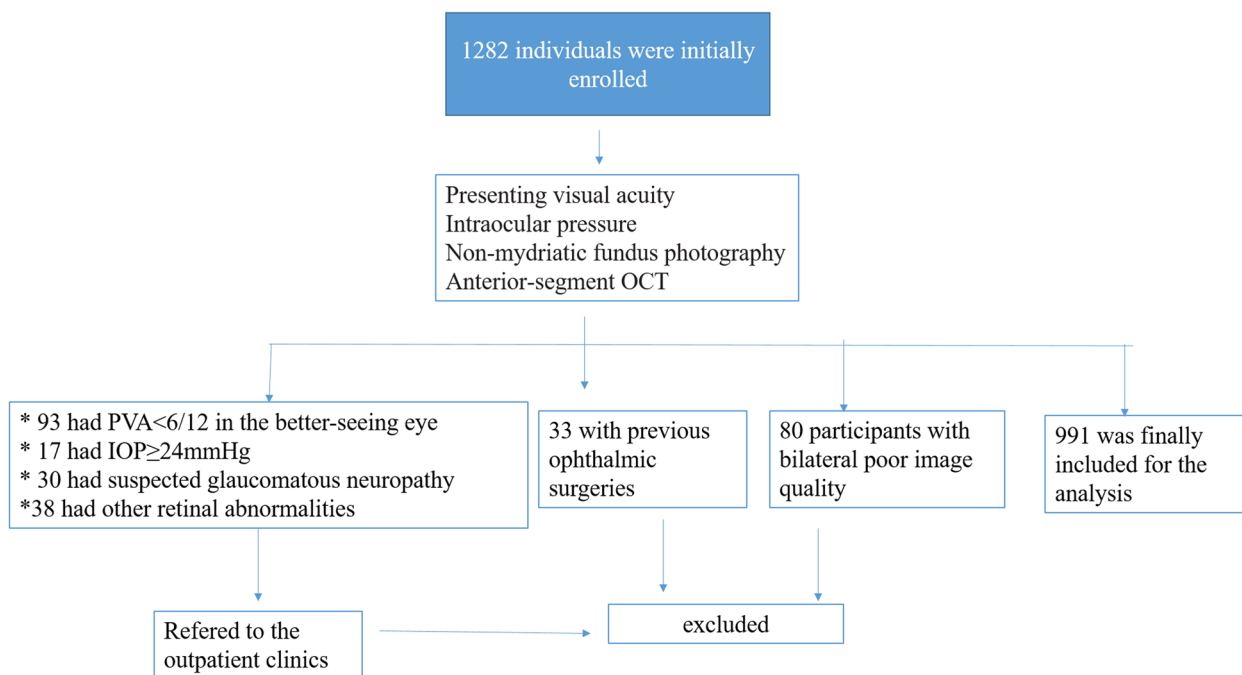 1282 individuals were initially
enrolled
Presenting visual acuity
Intraocular pressure
Non-mydriatic fundus photography
Anterior-segment OCT
* 93 had PVA<6/12 in the better-seeing eye
* 17 had IOP≥24mmHg
* 30 had suspected glaucomatous neuropathy
*38 had other retinal abnormalities
33 with previous
ophthalmic
surgeries
80 participants with
bilateral poor image
quality
991 was finally
included for the
analysis
Refered to the
outpatient clinics
excluded